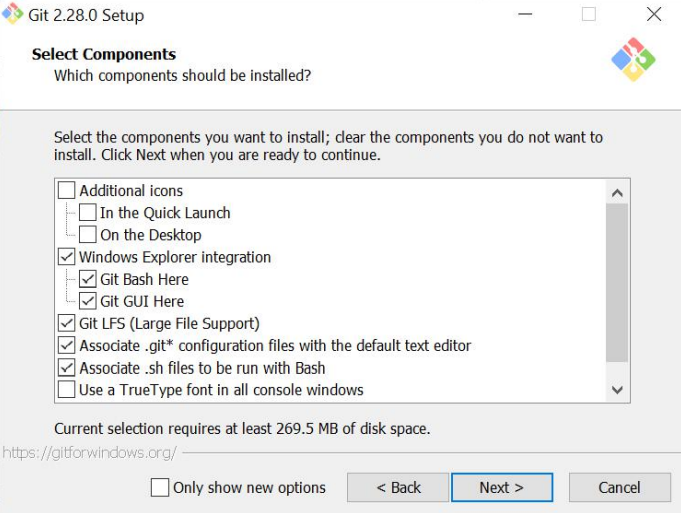 Git 2.28.0 Setup
Select Components
Which components should be installed?
Select the components you want to install; clear the components you do not want to
install. Click Next when you are ready to continue.
Additional icons
In the Quick Launch
On the Desktop
Windows Explorer integration
Git Bash Here
Git GUI Here
Git LFS (Large File Support)
Associate .git* configuration files with the default text editor
Associate .sh files to be run with Bash
Use a TrueType font in all console windows
Current selection requires at least 269.5 MB of disk space.
https://gitforwindows.org/
Only show new options < Back Next > Cancel